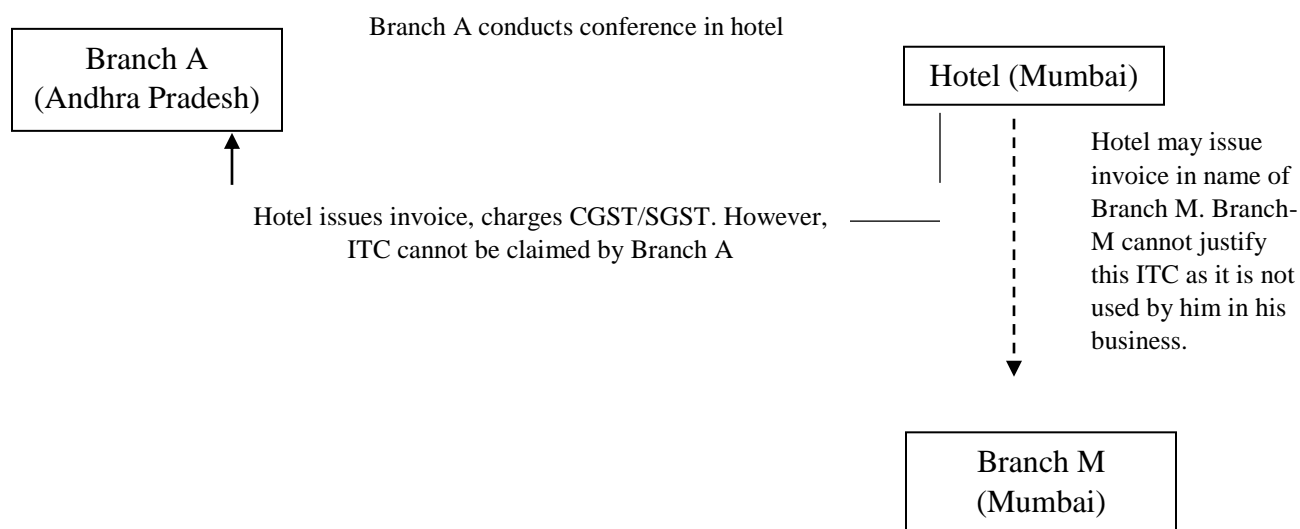 Branch A conducts conference in hotel
Branch A
(Andhra Pradesh)
Hotel (Mumbai)
Hotel issues invoice, charges CGST/SGST. However,
ITC cannot be claimed by Branch A
Hotel may issue
invoice in name of
Branch M. Branch-
M cannot justify
this ITC as it is not
used by him in his
business.
Branch M
(Mumbai)